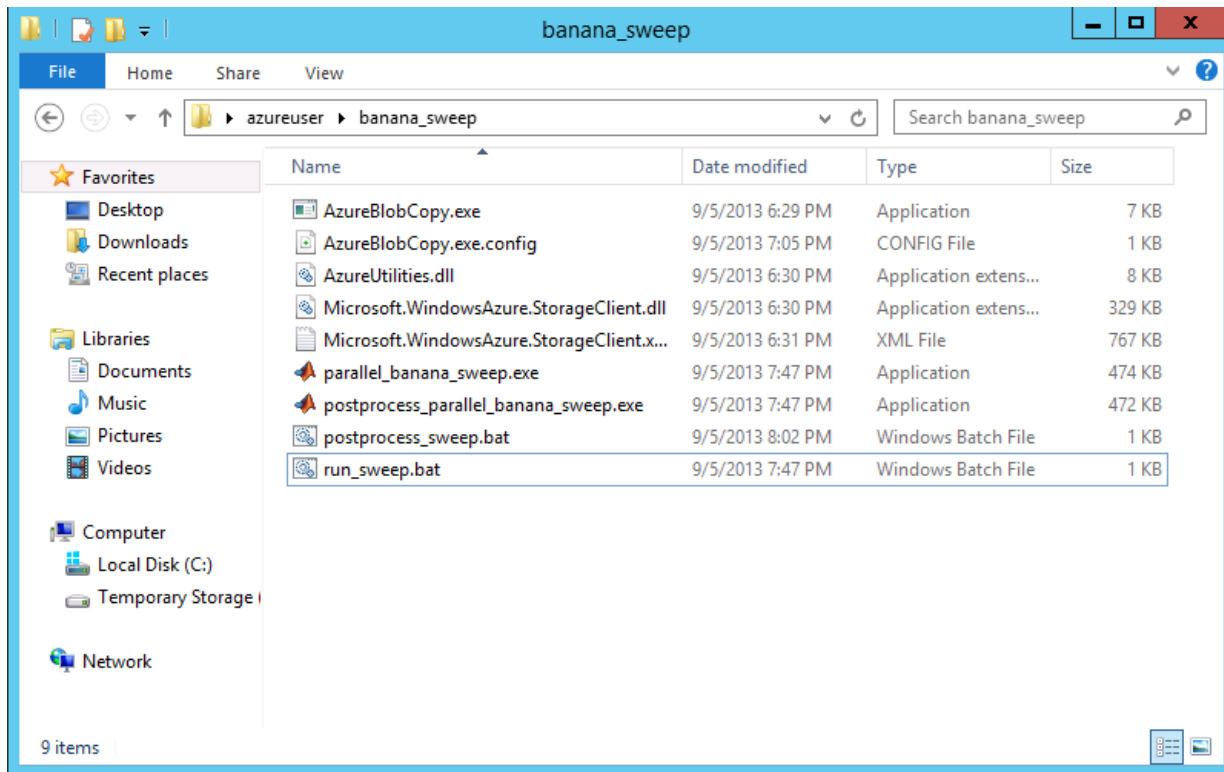 banana_sweep
File Home Share View
azureuser banana_sweep Search banana_sweep
Favorites
Desktop
Downloads
Recent places
Libraries
Documents
Music
Pictures
Videos
Computer
Local Disk (C:)
Temporary Storage (
Network
Name Date modified Type Size
AzureBlobCopy.exe 9/5/2013 6:29 PM Application 7 KB
AzureBlobCopy.exe.config 9/5/2013 7:05 PM CONFIG File 1 KB
AzureUtilities.dll 9/5/2013 6:30 PM Application extens... 8 KB
Microsoft.WindowsAzure.StorageClient.dll 9/5/2013 6:30 PM Application extens... 329 KB
Microsoft.WindowsAzure.StorageClient.x... 9/5/2013 6:31 PM XML File 767 KB
parallel_banana_sweep.exe 9/5/2013 7:47 PM Application 474 KB
postprocess_parallel_banana_sweep.exe 9/5/2013 7:47 PM Application 472 KB
postprocess_sweep.bat 9/5/2013 8:02 PM Windows Batch File 1 KB
run_sweep.bat 9/5/2013 7:47 PM Windows Batch File 1 KB
9 items